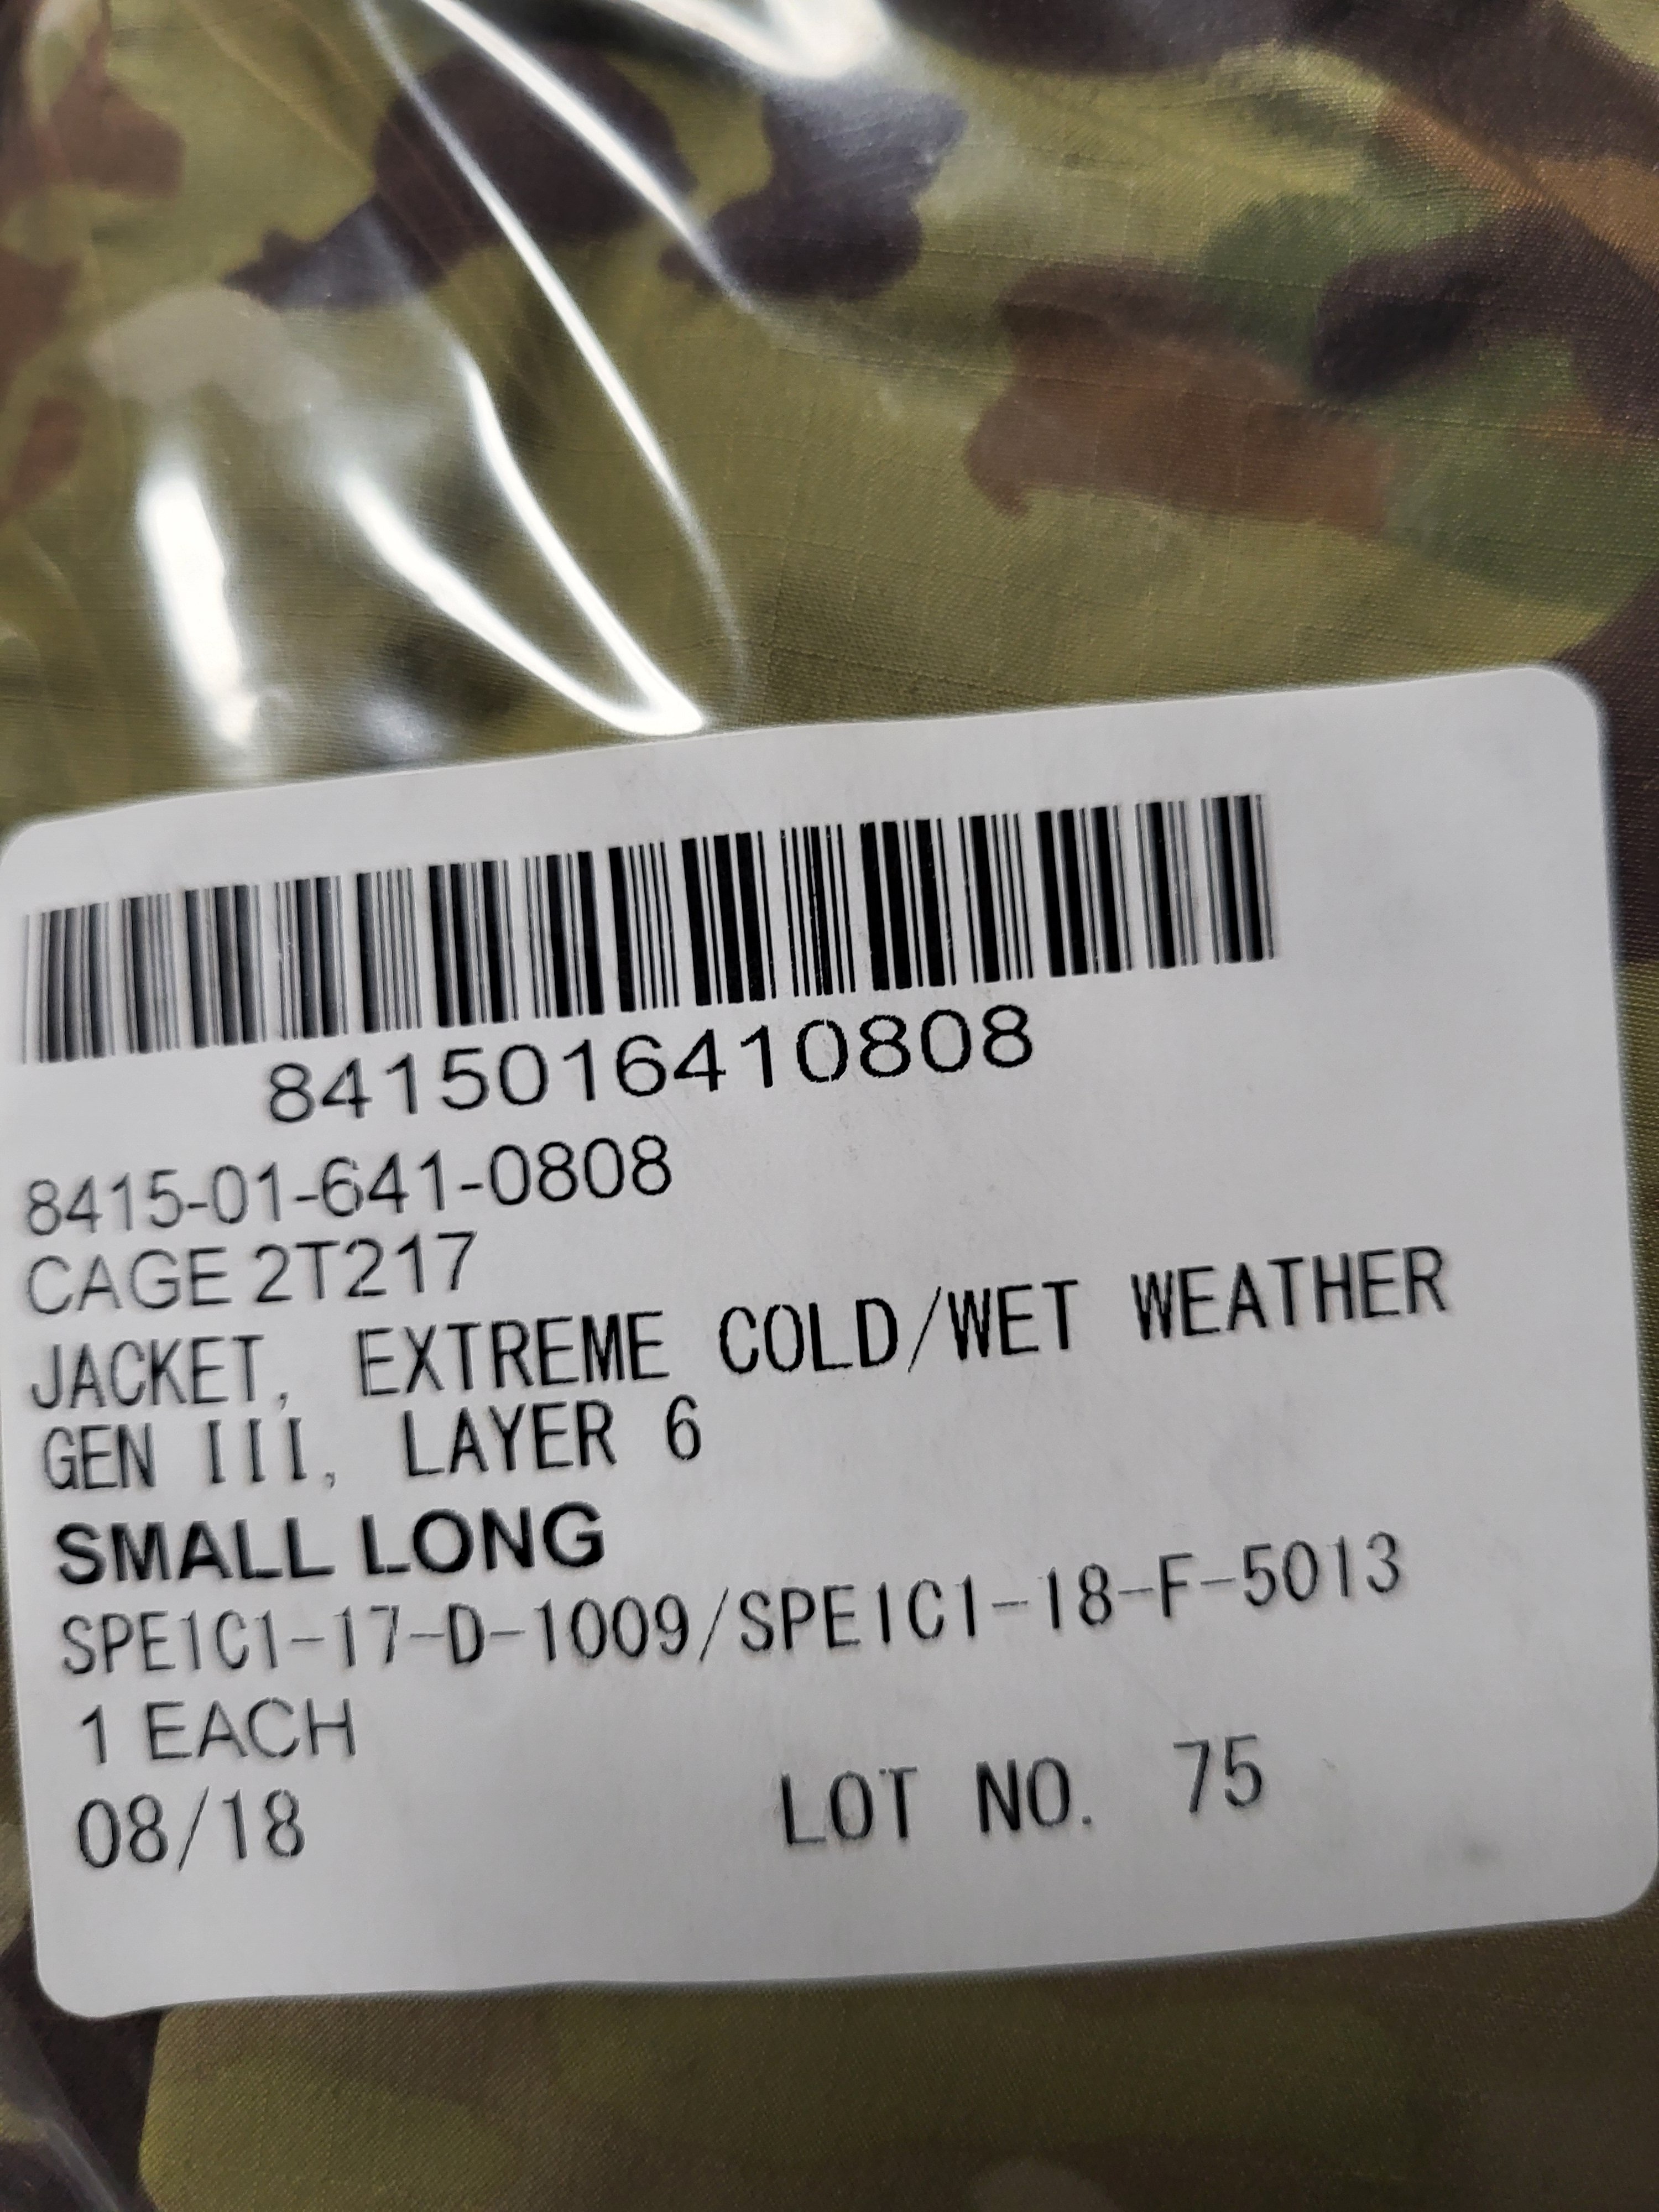 8415016410808
8415-01-641-0808
CAGE 2T217
JACKET, EXTREME COLD/WET WEATHER
GEN III, LAYER 6
SMALL LONG
SPE1C1-17-D-1009/SPE1C1-18-F-5013
1 EACH
08/18 LOT NO. 75